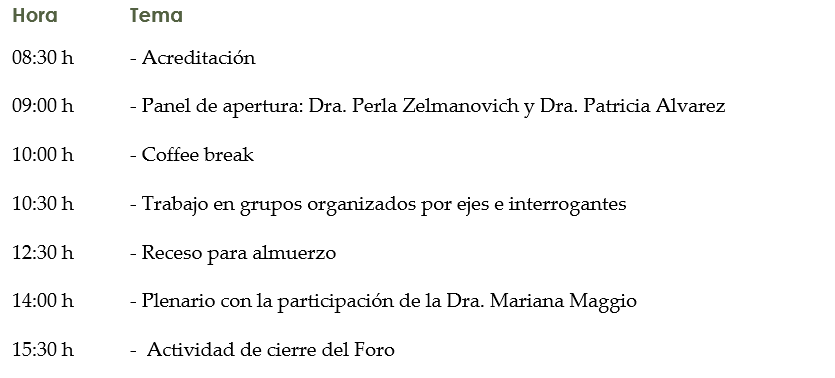 Hora Tema
08:30 h - Acreditación
09:00 h - Panel de apertura: Dra. Perla Zelmanovich y Dra. Patricia Alvarez
10:00 h - Coffee break
10:30 h - Trabajo en grupos organizados por ejes e interrogantes
12:30 h - Receso para almuerzo
14:00 h - Plenario con la participación de la Dra. Mariana Maggio
15:30 h - Actividad de cierre del Foro